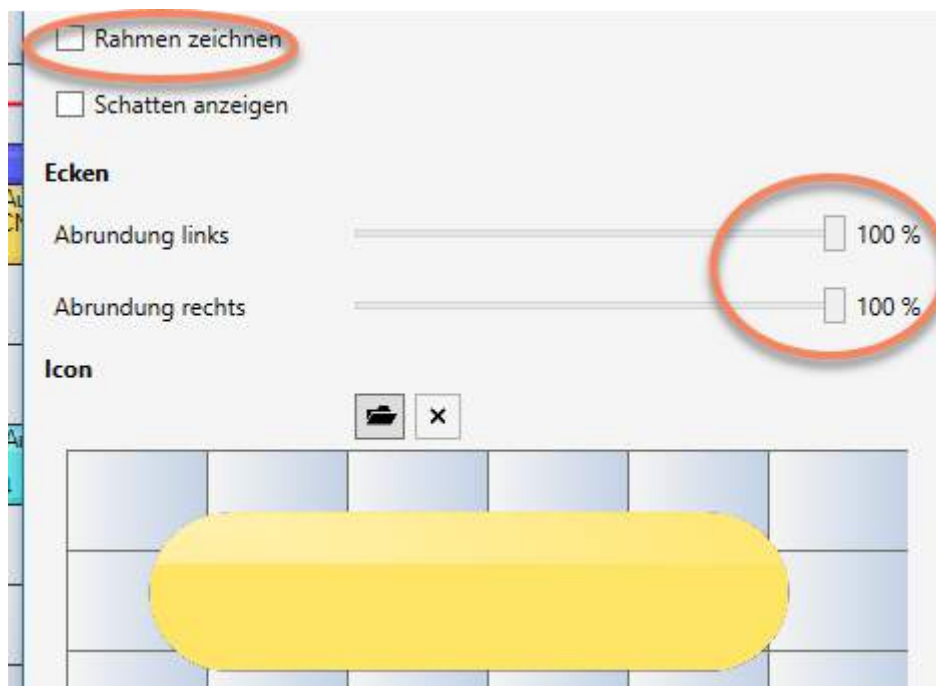 Rahmen zeichnen
Schatten anzeigen
Ecken
Abrundung links 100 %
Abrundung rechts 100 %
Icon